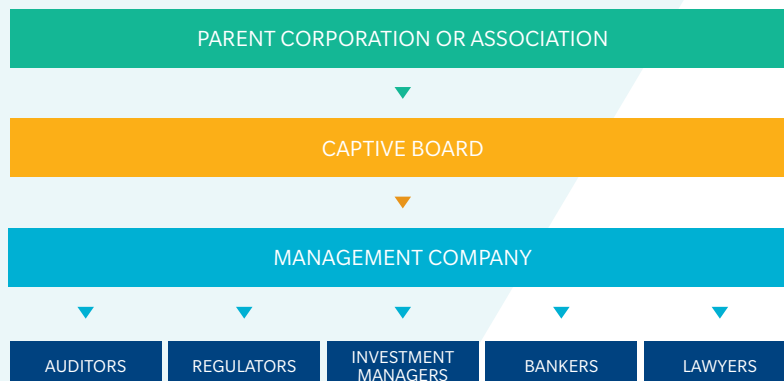 PARENT CORPORATION OR ASSOCIATION
CAPTIVE BOARD
MANAGEMENT COMPANY
AUDITORS
REGULATORS
INVESTMENT
MANAGERS
BANKERS
LAWYERS